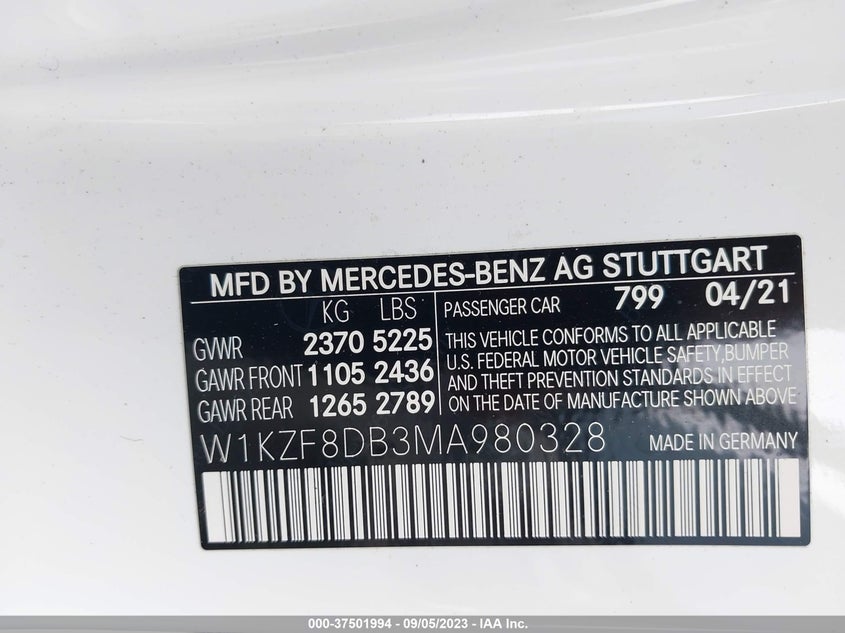 MFD BY MERCEDES-BENZ AG STUTTGART
KG LBS PASSENGER CAR 799 04/21
GVWR 2370 5225
GAWR FRONT 1105 2436
GAWR REAR 1265 2789
THIS VEHICLE CONFORMS TO ALL APPLICABLE
U.S. FEDERAL MOTOR VEHICLE SAFETY,BUMPER
AND THEFT PREVENTION STANDARDS IN EFFECT
ON THE DATE OF MANUFACTURE SHOWN ABOVE
W1KZF8DB3MA980328 MADE IN GERMANY
000-37501994 - 09/05/2023 - IAA Inc.